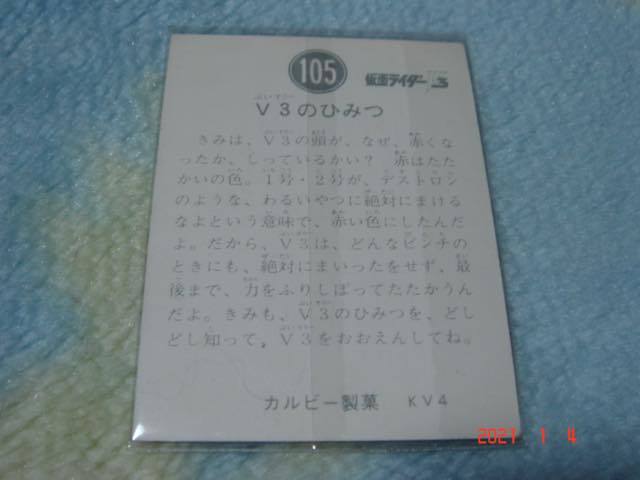 105
仮面ライダーV3
ぶいすりー
V3のひみつ
きみは、V3の頭が、なぜ、赤くな
ったか、しっているかい？ 赤はたた
かいの色。1号・2号が、デストロン
のような、わるいやつに絶対にまける
なよという意味で、赤い色にしたんだ
よ。だから、V3は、どんなピンチの
ときにも、絶対にまいったをせず、最
後まで、力をふりしぼってたたかうん
だよ。きみも、V3のひみつを、どし
どし知って、V3をおおえんしてね。
カルビー製菓 KV4
2021 1 4